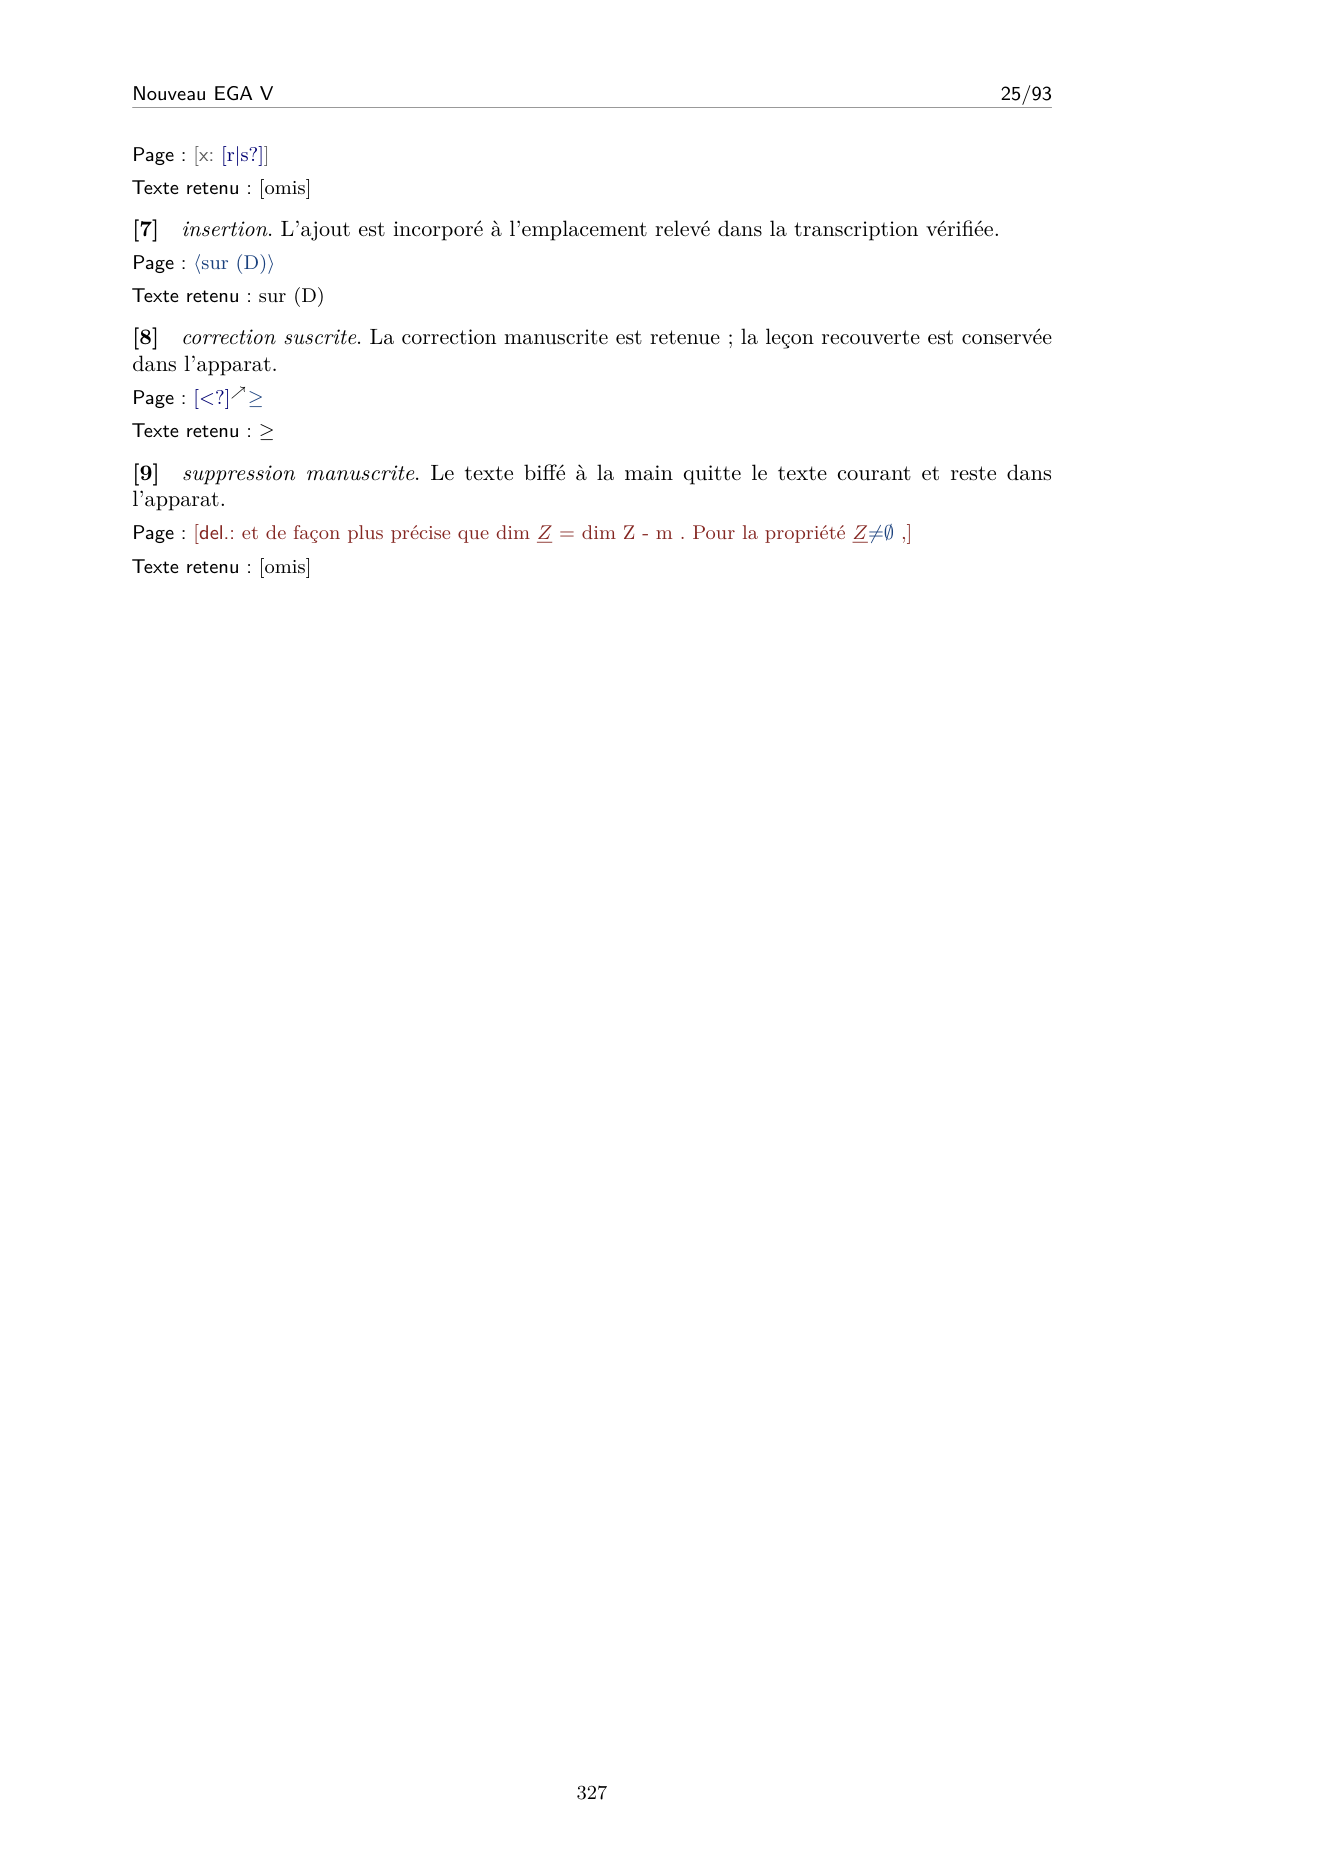 Nouveau EGA V 25/93
Page : [x: [r|s?]]
Texte retenu : [omis]
[7] insertion. L'ajout est incorporé à l'emplacement relevé dans la transcription vérifiée.
Page : ⟨sur (D)⟩
Texte retenu : sur (D)
[8] correction suscrite. La correction manuscrite est retenue ; la leçon recouverte est conservée
dans l'apparat.
Page : [<?]↗≥
Texte retenu : ≥
[9] suppression manuscrite. Le texte biffé à la main quitte le texte courant et reste dans
l'apparat.
Page : [del.: et de façon plus précise que dim Z = dim Z - m . Pour la propriété Z≠∅ ,]
Texte retenu : [omis]
327